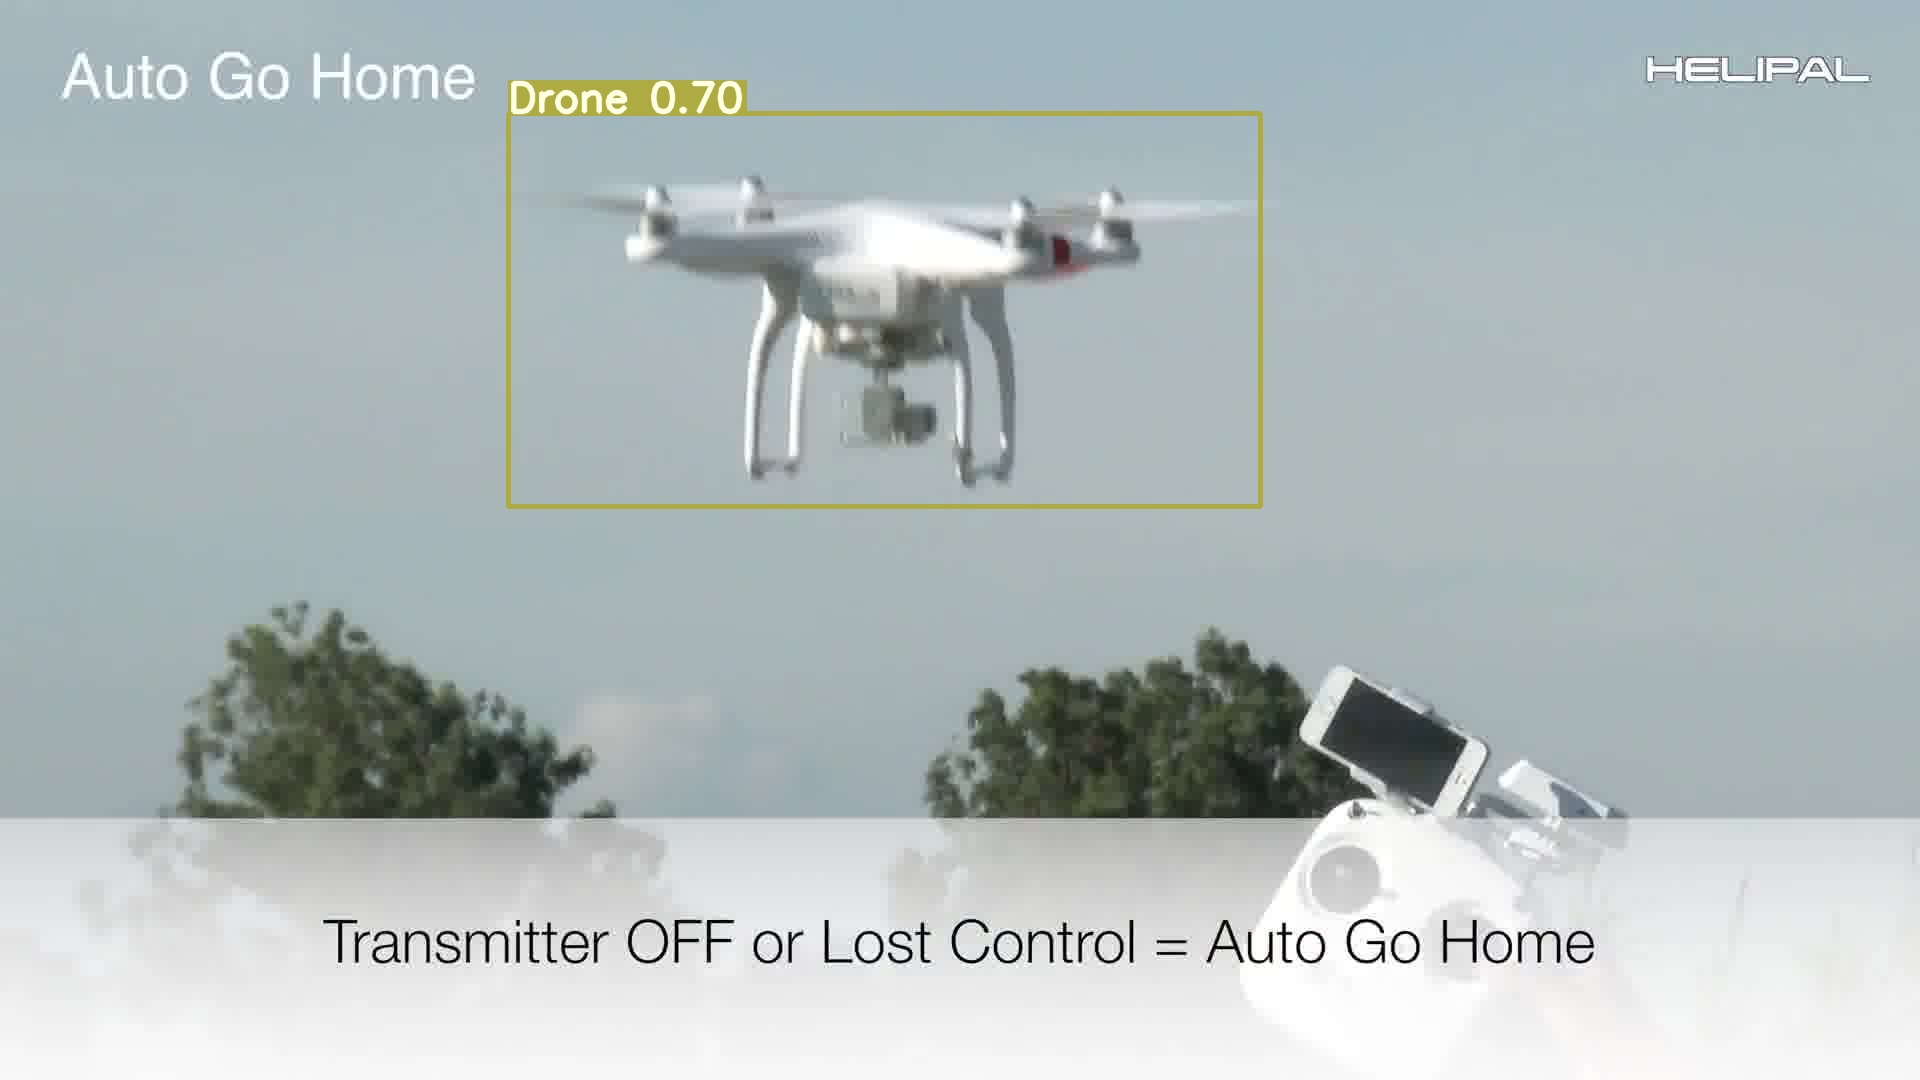 Auto Go Home
HELIPAL
Drone 0.70
Transmitter OFF or Lost Control = Auto Go Home